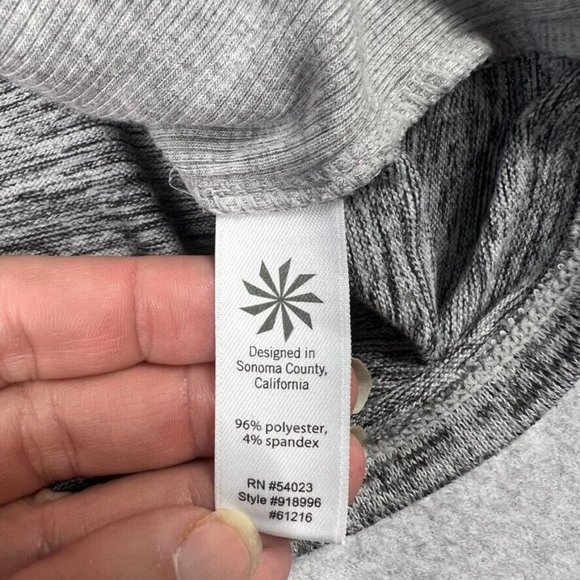 Designed in
Sonoma County,
California
96% polyester,
4% spandex
RN #54023
Style #918996
#61216